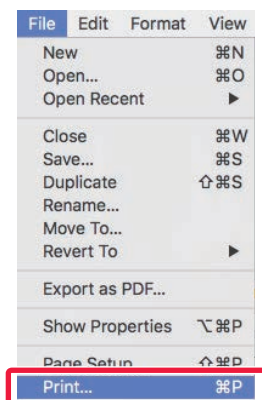 File Edit Format View
New ⌘N
Open... ⌘O
Open Recent ▶
Close ⌘W
Save... ⌘S
Duplicate ⇧⌘S
Rename...
Move To...
Revert To ▶
Export as PDF...
Show Properties ⌥⌘P
Page Setup ⇧⌘P
Print... ⌘P